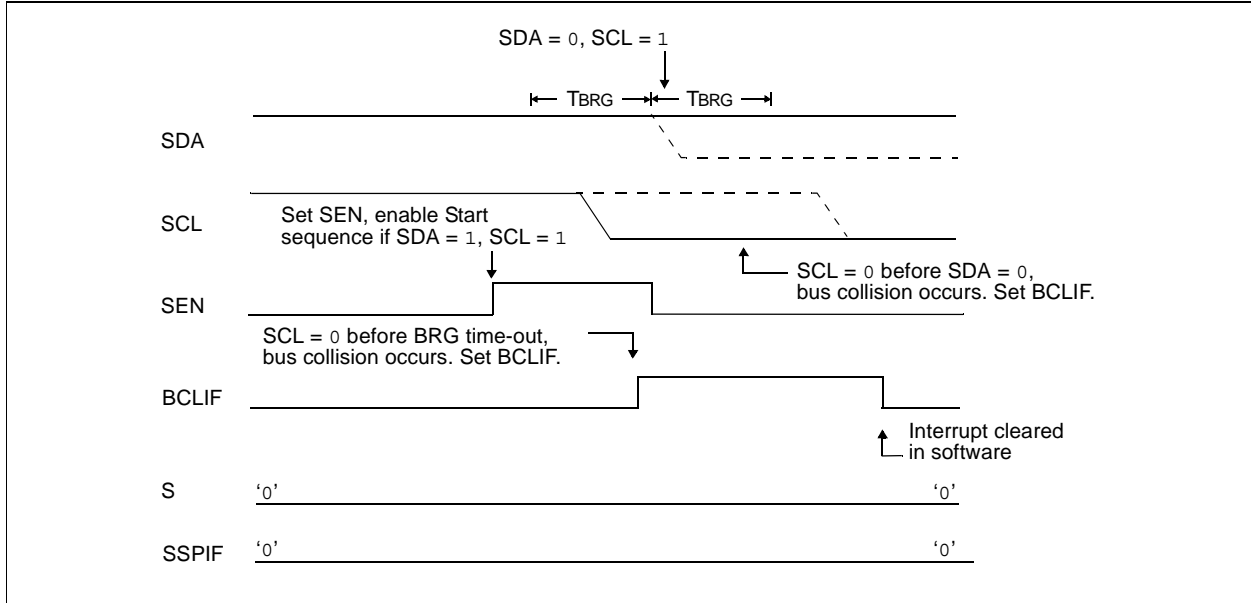 SDA = 0, SCL = 1
TBRG TBRG
SDA
SCL
Set SEN, enable Start
sequence if SDA = 1, SCL = 1
SCL = 0 before SDA = 0,
bus collision occurs. Set BCLIF.
SEN
SCL = 0 before BRG time-out,
bus collision occurs. Set BCLIF.
BCLIF
Interrupt cleared
in software
S
‘0’ ‘0’
SSPIF
‘0’ ‘0’